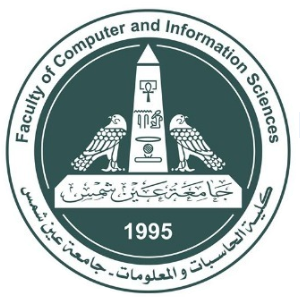 Faculty of Computer and Information Sciences
جامعة عين شمس
1995
كلية الحاسبات والمعلومات - جامعة عين شمس